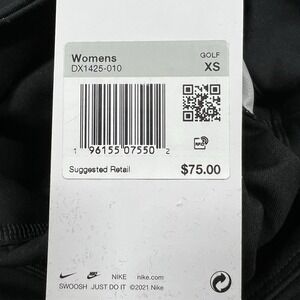 Womens GOLF
DX1425-010 XS
1 96155 07550 2
Suggested Retail $75.00
NIKE nike.com
SWOOSH JUST DO IT ©2021 Nike